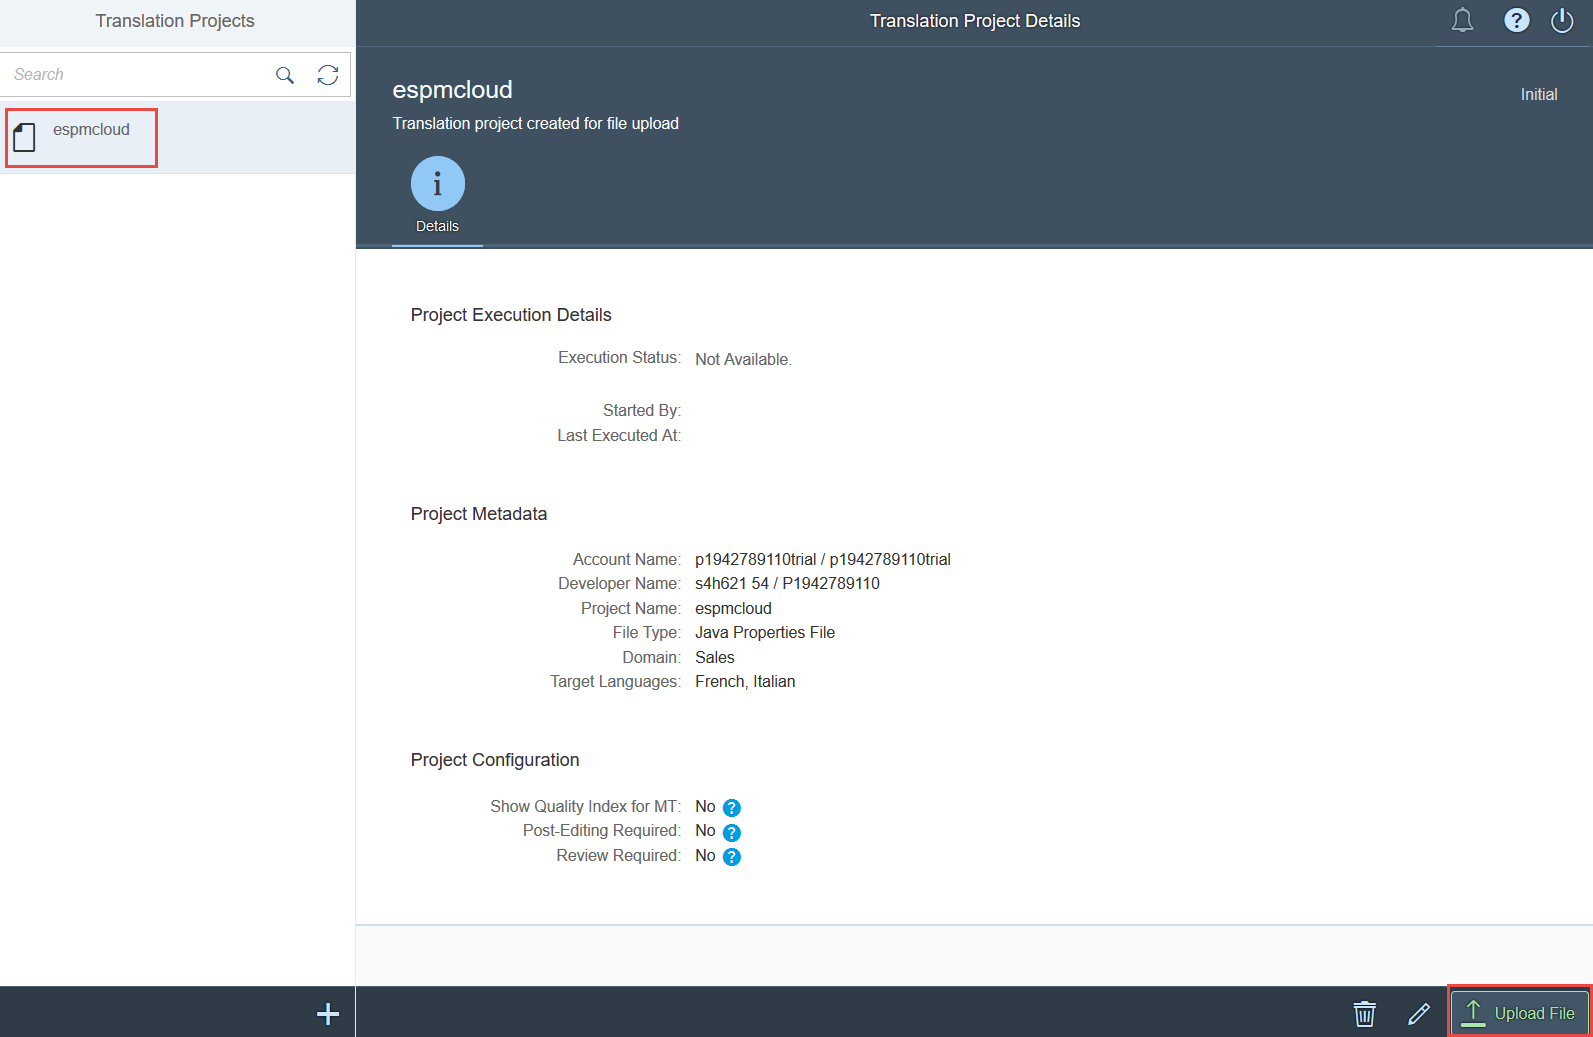 Translation Projects
Translation Project Details
Search
espmcloud
espmcloud
Initial
Translation project created for file upload
Details
Project Execution Details
Execution Status: Not Available.
Started By:
Last Executed At:
Project Metadata
Account Name: p1942789110trial / p1942789110trial
Developer Name: s4h621 54 / P1942789110
Project Name: espmcloud
File Type: Java Properties File
Domain: Sales
Target Languages: French, Italian
Project Configuration
Show Quality Index for MT: No
Post-Editing Required: No
Review Required: No
Upload File